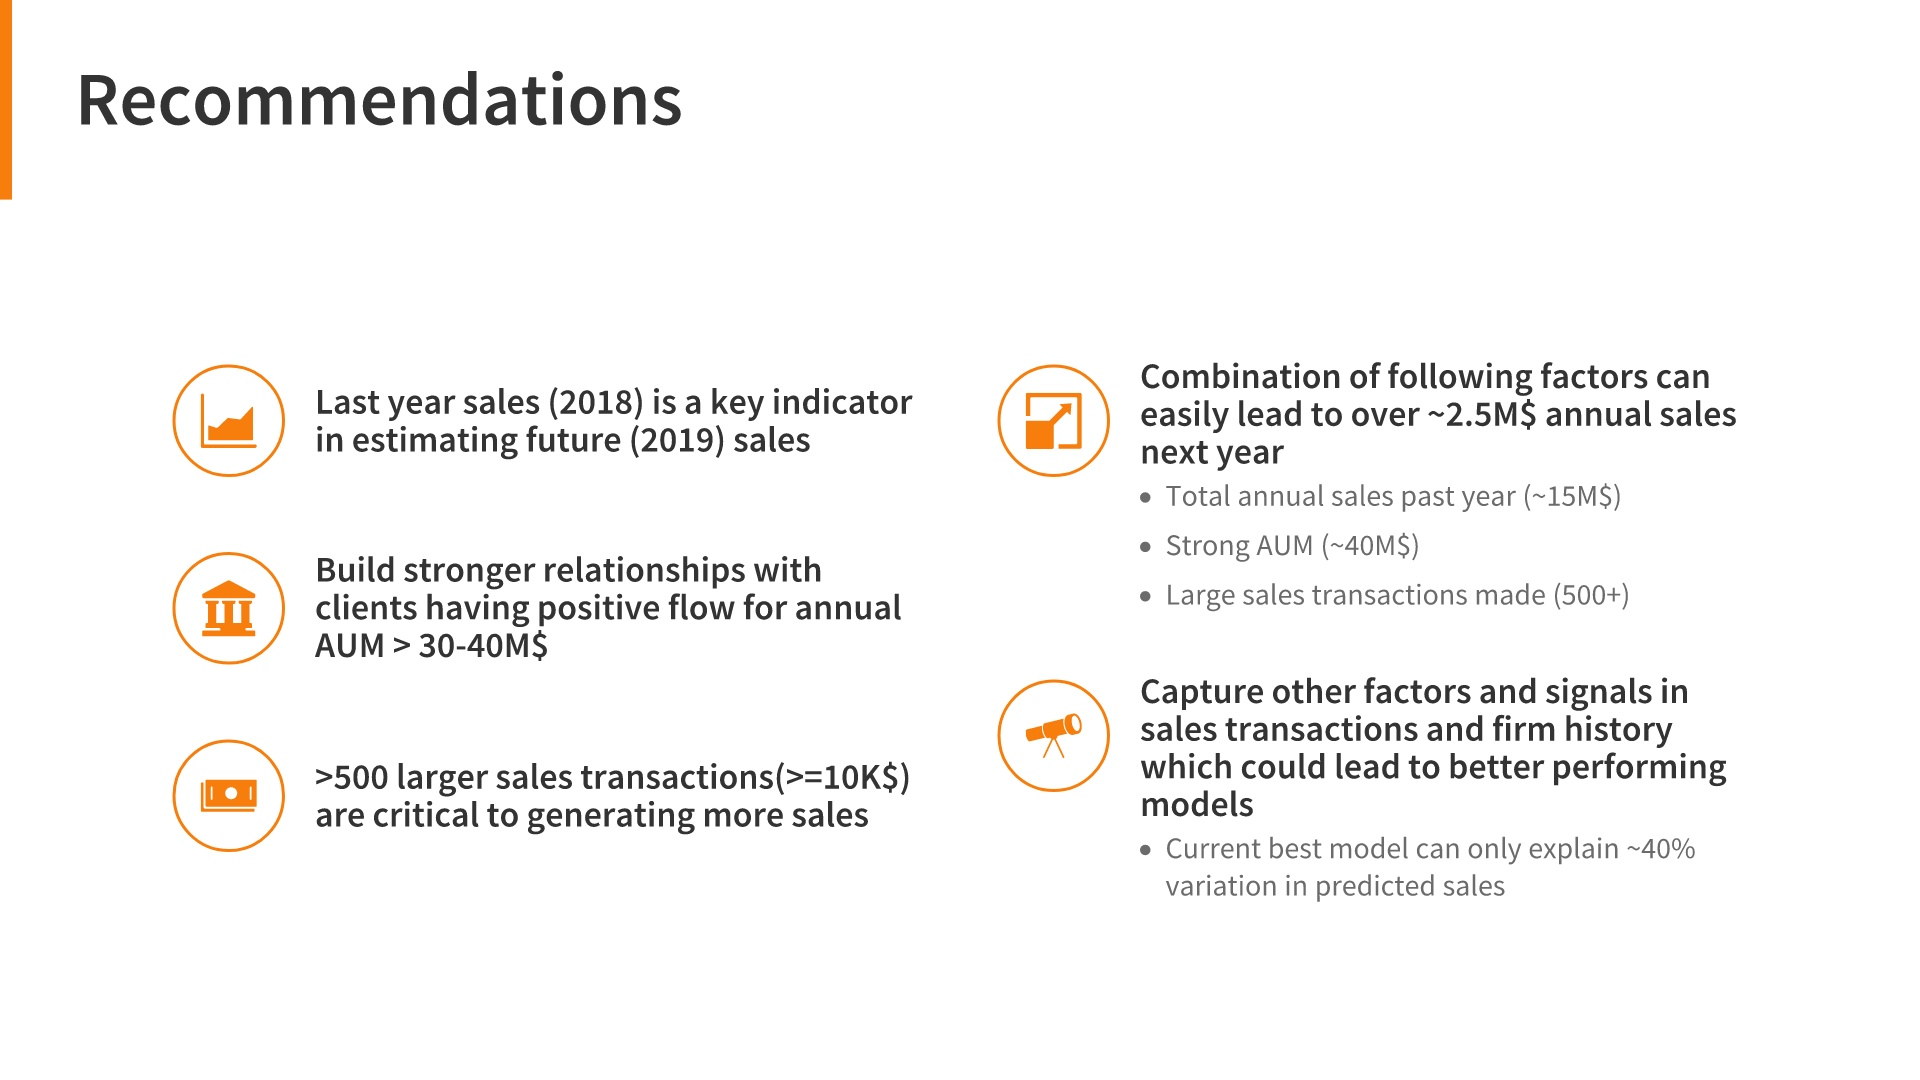 Recommendations
Last year sales (2018) is a key indicator
in estimating future (2019) sales
Build stronger relationships with
clients having positive flow for annual
AUM > 30-40M$
>500 larger sales transactions(>=10K$)
are critical to generating more sales
Combination of following factors can
easily lead to over ~2.5M$ annual sales
next year
• Total annual sales past year (~15M$)
• Strong AUM (~40M$)
• Large sales transactions made (500+)
Capture other factors and signals in
sales transactions and firm history
which could lead to better performing
models
• Current best model can only explain ~40%
variation in predicted sales